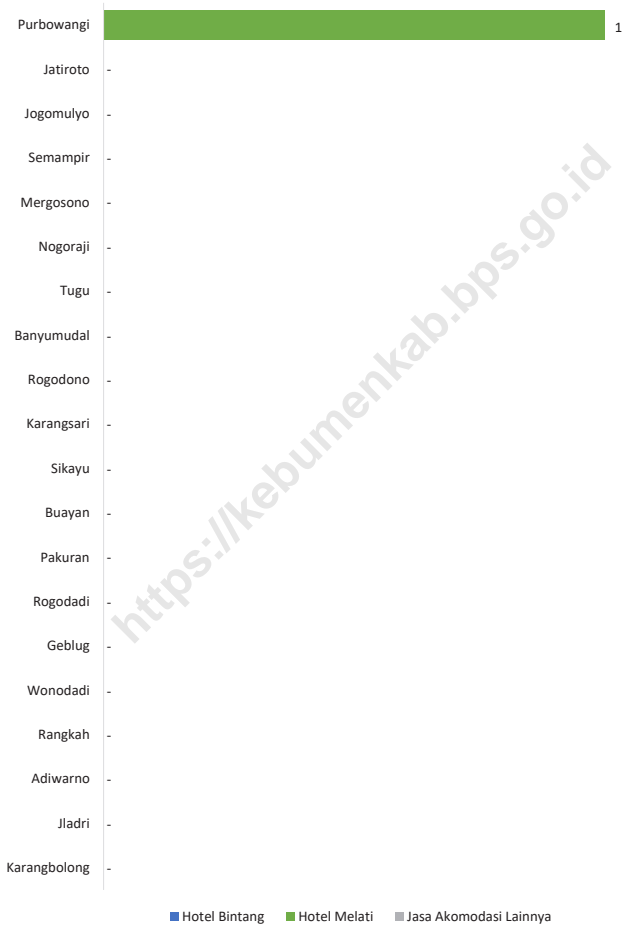 Purbowangi 1
Jatiroto -
Jogomulyo -
Semampir -
Mergosono -
Nogoraji -
Tugu -
Banyumudal -
Rogodono -
Karangsari -
Sikayu -
Buayan -
Pakuran -
Rogodadi -
Geblug -
Wonodadi -
Rangkah -
Adiwarno -
Jladri -
Karangbolong -
Hotel Bintang Hotel Melati Jasa Akomodasi Lainnya
https://kebumenkab.bps.go.id